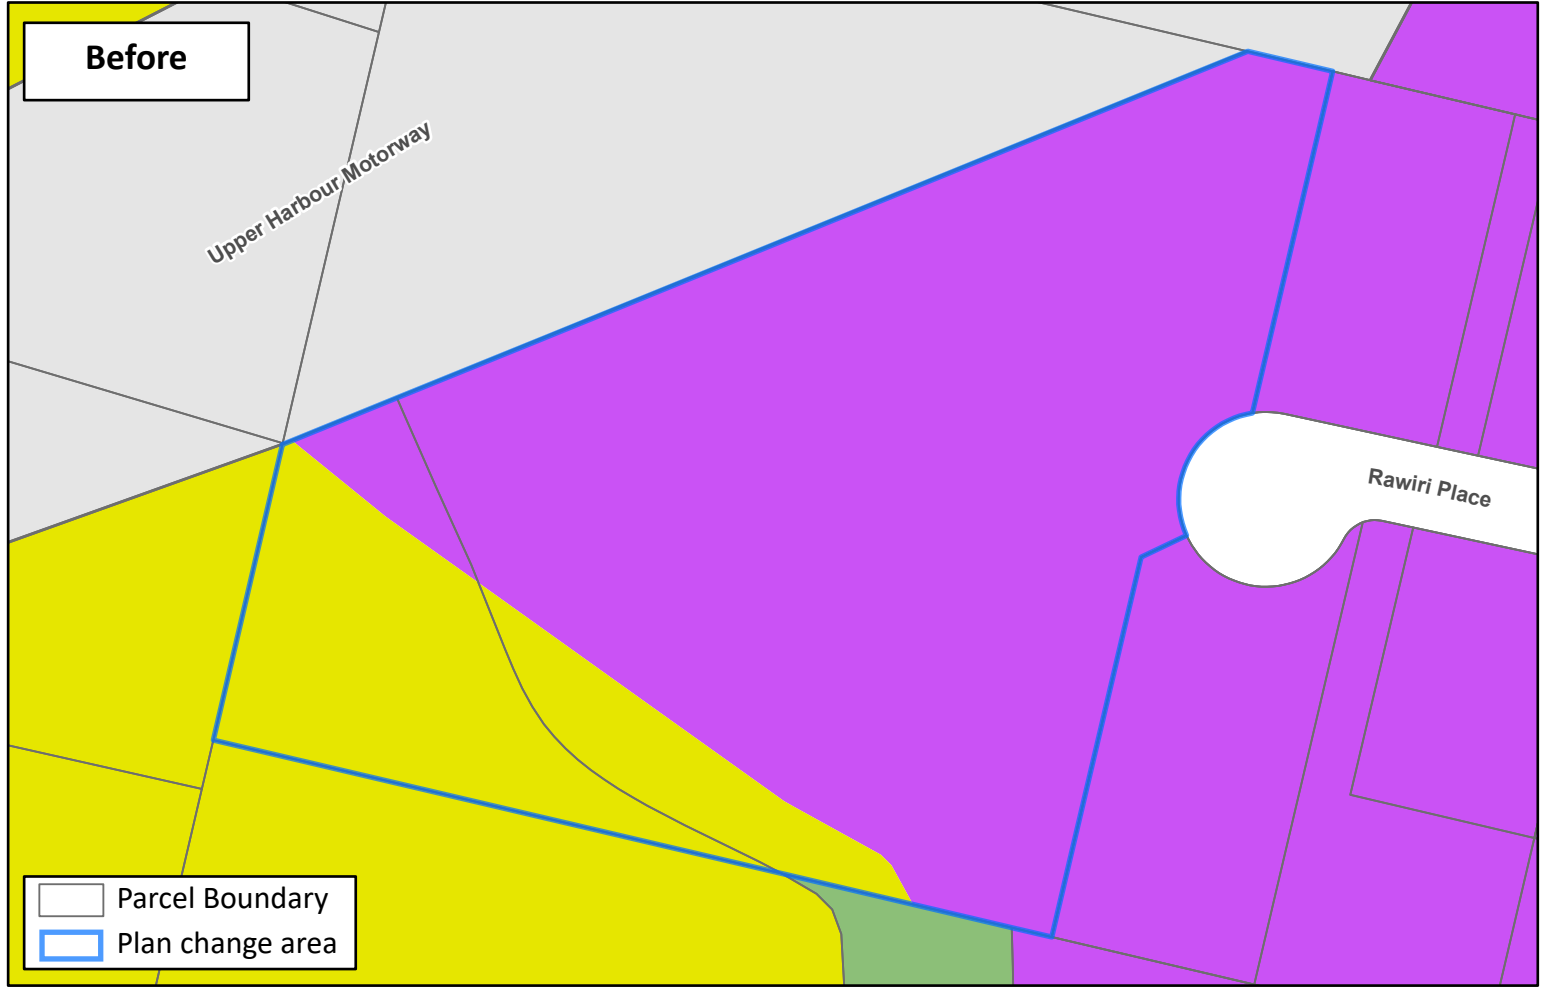 Before
Upper Harbour Motorway
Rawiri Place
Parcel Boundary
Plan change area